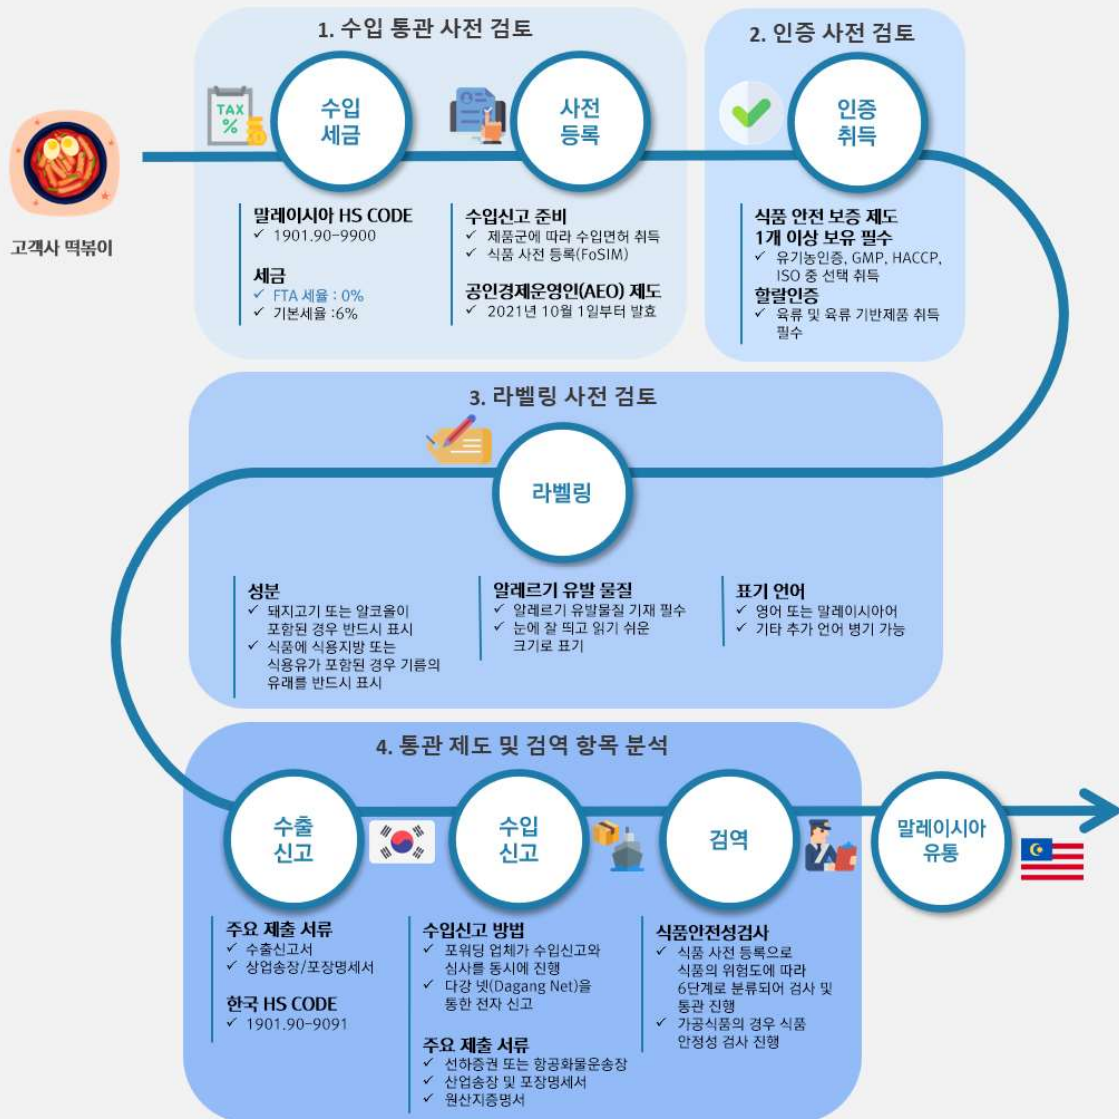 1. 수입 통관 사전 검토
2. 인증 사전 검토
TAX
%
수입
세금
사전
등록
인증
취득
고객사 떡볶이
말레이시아 HS CODE
✓ 1901.90-9900
세금
✓ FTA 세율 : 0%
✓ 기본세율 :6%
수입신고 준비
✓ 제품군에 따라 수입면허 취득
✓ 식품 사전 등록(FoSIM)
공인경제운영인(AEO) 제도
✓ 2021년 10월 1일부터 발효
식품 안전 보증 제도
1개 이상 보유 필수
✓ 유기농인증, GMP, HACCP,
ISO 중 선택 취득
할랄인증
✓ 육류 및 육류 기반제품 취득
필수
3. 라벨링 사전 검토
라벨링
성분
✓ 돼지고기 또는 알코올이
포함된 경우 반드시 표시
✓ 식품에 식용지방 또는
식용유가 포함된 경우 기름의
유래를 반드시 표시
알레르기 유발 물질
✓ 알레르기 유발물질 기재 필수
✓ 눈에 잘 띄고 읽기 쉬운
크기로 표기
표기 언어
✓ 영어 또는 말레이시아어
✓ 기타 추가 언어 병기 가능
4. 통관 제도 및 검역 항목 분석
수출
신고
수입
신고
검역
말레이시아
유통
주요 제출 서류
✓ 수출신고서
✓ 상업송장/포장명세서
한국 HS CODE
✓ 1901.90-9091
수입신고 방법
✓ 포워딩 업체가 수입신고와
심사를 동시에 진행
✓ 다강 넷(Dagang Net)을
통한 전자 신고
주요 제출 서류
✓ 선하증권 또는 항공화물운송장
✓ 산업송장 및 포장명세서
✓ 원산지증명서
식품안전성검사
✓ 식품 사전 등록으로
식품의 위험도에 따라
6단계로 분류되어 검사 및
통관 진행
✓ 가공식품의 경우 식품
안정성 검사 진행